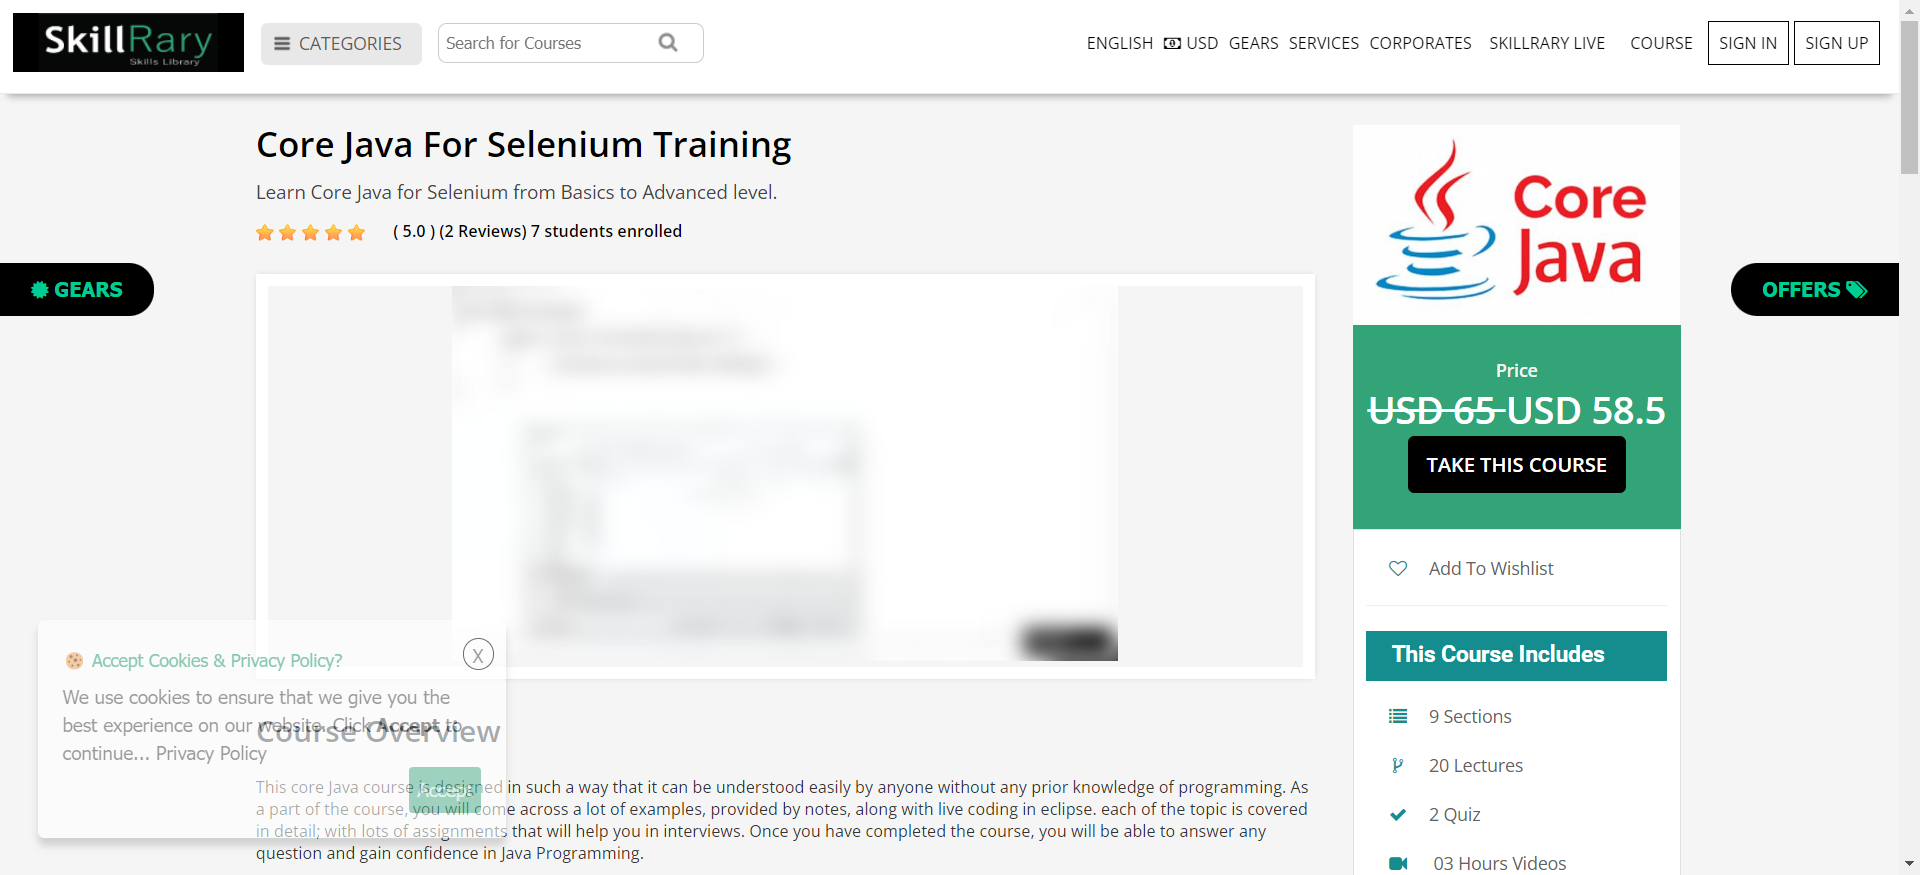 SkillRary
Skills Library
CATEGORIES
Search for Courses
ENGLISH USD GEARS SERVICES CORPORATES SKILLRARY LIVE COURSE SIGN IN SIGN UP
Core Java For Selenium Training
Learn Core Java for Selenium from Basics to Advanced level.
( 5.0 ) (2 Reviews) 7 students enrolled
GEARS
OFFERS
Core
Java
Price
USD 65 USD 58.5
TAKE THIS COURSE
Add To Wishlist
This Course Includes
9 Sections
20 Lectures
2 Quiz
03 Hours Videos
Accept Cookies & Privacy Policy?
X
We use cookies to ensure that we give you the
best experience on our website. Click Accept to
continue... Privacy Policy
Accept
Course Overview
This core Java course is designed in such a way that it can be understood easily by anyone without any prior knowledge of programming. As
a part of the course, you will come across a lot of examples, provided by notes, along with live coding in eclipse. each of the topic is covered
in detail; with lots of assignments that will help you in interviews. Once you have completed the course, you will be able to answer any
question and gain confidence in Java Programming.